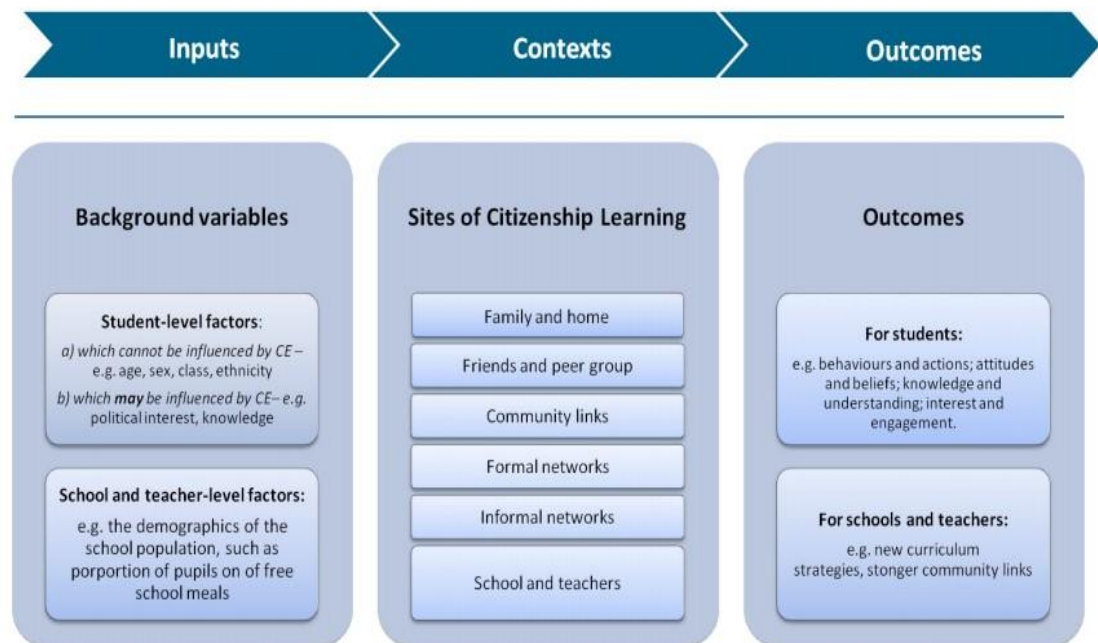 Inputs
Contexts
Outcomes
Background variables
Student-level factors:
a) which cannot be influenced by CE –
e.g. age, sex, class, ethnicity
b) which may be influenced by CE– e.g.
political interest, knowledge
School and teacher-level factors:
e.g. the demographics of the
school population, such as
porportion of pupils on of free
school meals
Sites of Citizenship Learning
Family and home
Friends and peer group
Community links
Formal networks
Informal networks
School and teachers
Outcomes
For students:
e.g. behaviours and actions; attitudes
and beliefs; knowledge and
understanding; interest and
engagement.
For schools and teachers:
e.g. new curriculum
strategies, stonger community links